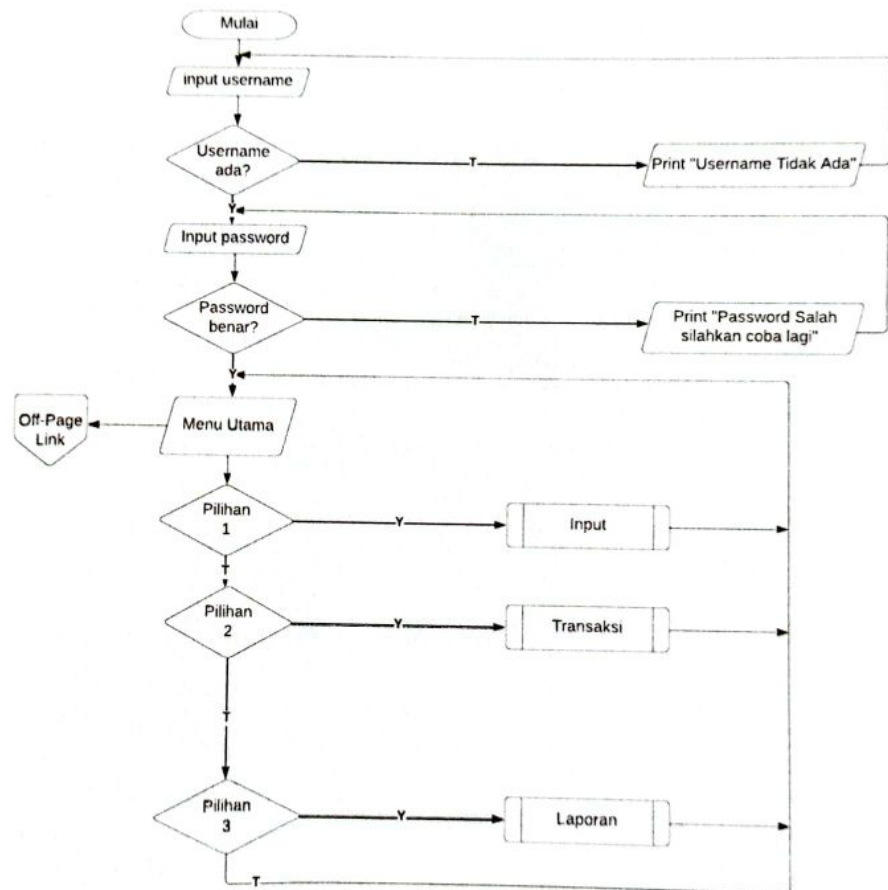 Mulai
input username
Username
ada?
T
Print "Username Tidak Ada"
Y
Input password
Password
benar?
T
Print "Password Salah
silahkan coba lagi"
Y
Off-Page
Link
Menu Utama
Pilihan
1
Y
Input
T
Pilihan
2
Y
Transaksi
T
Pilihan
3
Y
Laporan
T